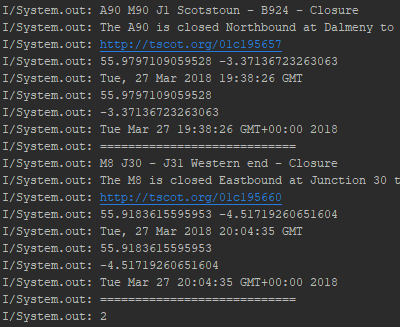 I/System.out: A90 M90 J1 Scotstoun - B924 - Closure
I/System.out: The A90 is closed Northbound at Dalmeny to
I/System.out: http://tscot.org/01c195657
I/System.out: 55.9797109059528 -3.37136723263063
I/System.out: Tue, 27 Mar 2018 19:38:26 GMT
I/System.out: 55.9797109059528
I/System.out: -3.37136723263063
I/System.out: Tue Mar 27 19:38:26 GMT+00:00 2018
I/System.out: ============================
I/System.out: M8 J30 - J31 Western end - Closure
I/System.out: The M8 is closed Eastbound at Junction 30 t
I/System.out: http://tscot.org/01c195660
I/System.out: 55.9183615595953 -4.51719260651604
I/System.out: Tue, 27 Mar 2018 20:04:35 GMT
I/System.out: 55.9183615595953
I/System.out: -4.51719260651604
I/System.out: Tue Mar 27 20:04:35 GMT+00:00 2018
I/System.out: ============================
I/System.out: 2